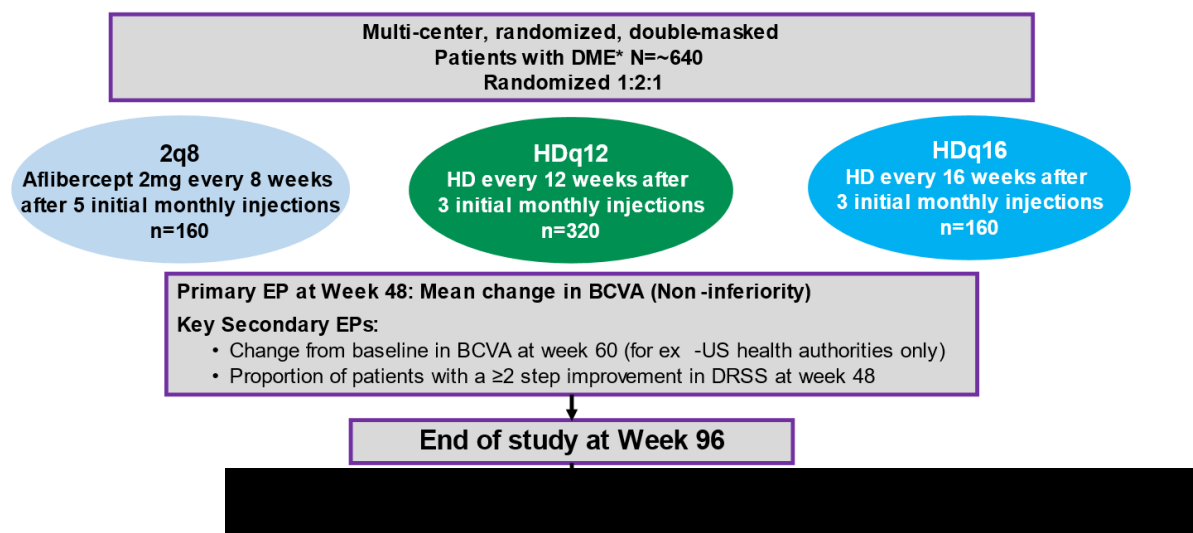 Multi-center, randomized, double-masked
Patients with DME* N=~640
Randomized 1:2:1
2q8
Aflibercept 2mg every 8 weeks
after 5 initial monthly injections
n=160
HDq12
HD every 12 weeks after
3 initial monthly injections
n=320
HDq16
HD every 16 weeks after
3 initial monthly injections
n=160
Primary EP at Week 48: Mean change in BCVA (Non -inferiority)
Key Secondary EPs:
• Change from baseline in BCVA at week 60 (for ex -US health authorities only)
• Proportion of patients with a ≥2 step improvement in DRSS at week 48
End of study at Week 96